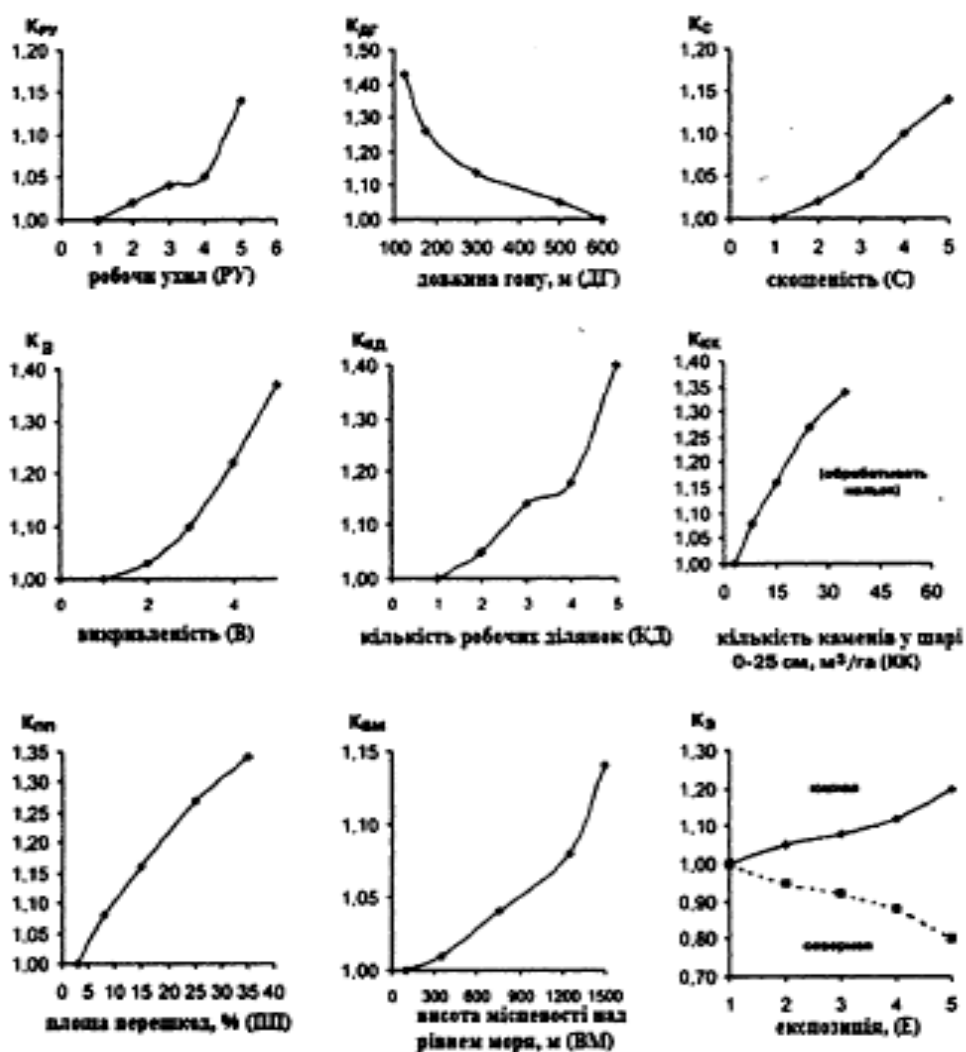 Кру
1,20
1,15
1,10
1,05
1,00
0 1 2 3 4 5 6
робочи ухил (РУ)
Кдг
1,50
1,40
1,30
1,20
1,10
1,00
100 200 300 400 500 600
довжина гону, м (ДГ)
Кс
1,20
1,15
1,10
1,05
1,00
0 1 2 3 4 5
скошеність (С)
Кв
1,40
1,30
1,20
1,10
1,00
0 2 4
викривленість (В)
Ккд
1,40
1,30
1,20
1,10
1,00
0 1 2 3 4 5
кількість робочих ділянок (КД)
Ккк
1,40
1,35
1,30
1,25
1,20
1,15
1,10
1,05
1,00
0 15 30 45 60
(обрабатывать
нельзя)
кількість каменів у шарі
0-25 см, м³/га (КК)
Кпп
1,35
1,30
1,25
1,20
1,15
1,10
1,05
1,00
0 5 10 15 20 25 30 35 40
площа перешкод, % (ПП)
Квм
1,15
1,10
1,05
1,00
0 300 600 900 1200 1500
висота місцевості над
рівнем моря, м (ВМ)
Кэ
1,20
1,10
1,00
0,90
0,80
0,70
южная
северная
1 2 3 4 5
експозиція, (Е)